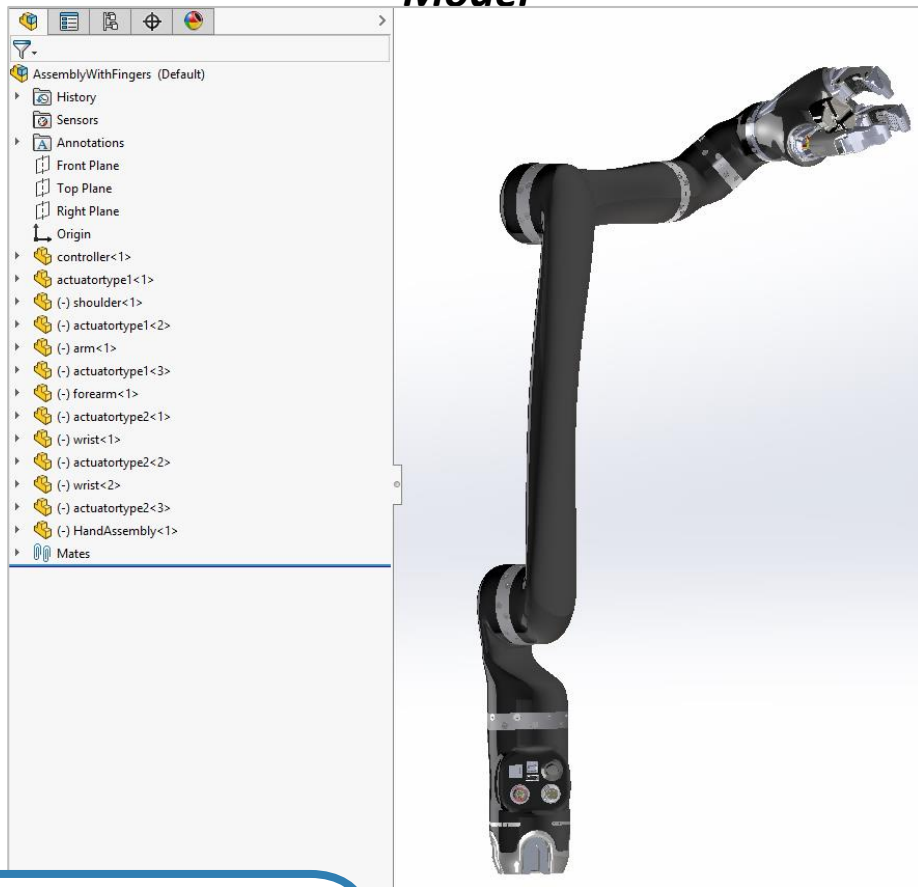 Model
AssemblyWithFingers (Default)
History
Sensors
Annotations
Front Plane
Top Plane
Right Plane
Origin
controller<1>
actuatortype1<1>
(-) shoulder<1>
(-) actuatortype1<2>
(-) arm<1>
(-) actuatortype1<3>
(-) forearm<1>
(-) actuatortype2<1>
(-) wrist<1>
(-) actuatortype2<2>
(-) wrist<2>
(-) actuatortype2<3>
(-) HandAssembly<1>
Mates